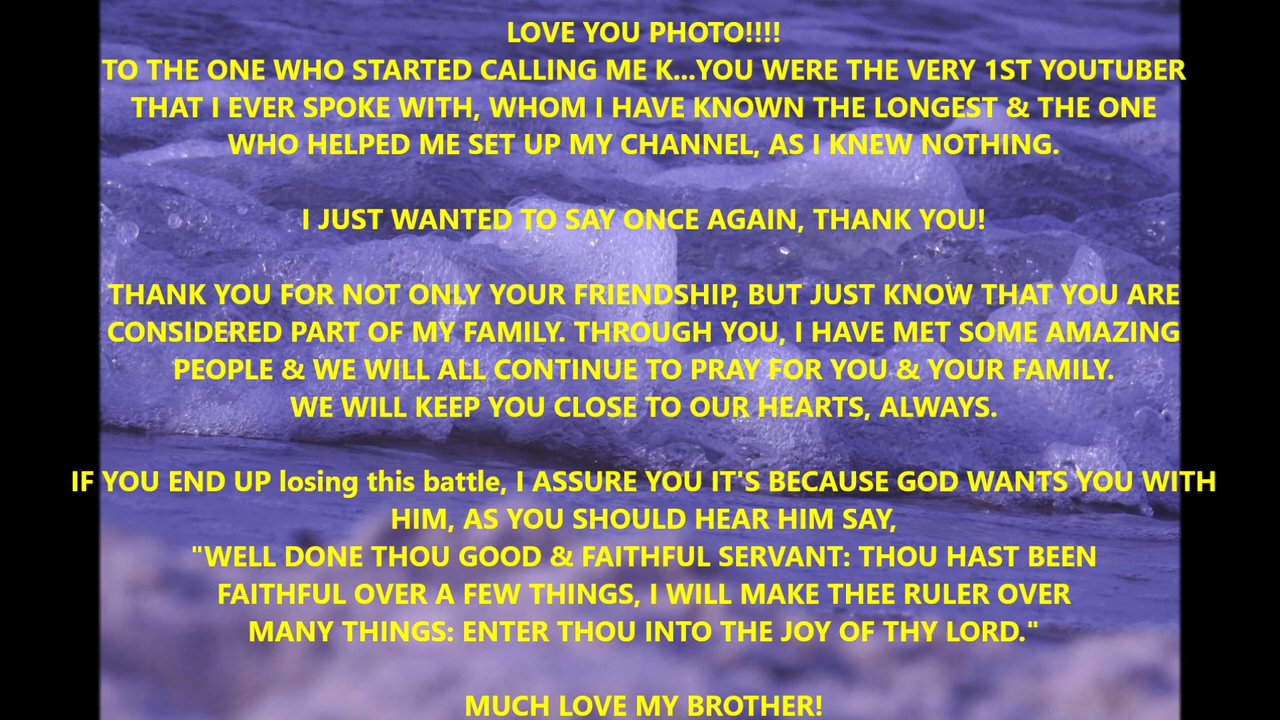 LOVE YOU PHOTO!!!!
TO THE ONE WHO STARTED CALLING ME K...YOU WERE THE VERY 1ST YOUTUBER
THAT I EVER SPOKE WITH, WHOM I HAVE KNOWN THE LONGEST & THE ONE
WHO HELPED ME SET UP MY CHANNEL, AS I KNEW NOTHING.
I JUST WANTED TO SAY ONCE AGAIN, THANK YOU!
THANK YOU FOR NOT ONLY YOUR FRIENDSHIP, BUT JUST KNOW THAT YOU ARE
CONSIDERED PART OF MY FAMILY. THROUGH YOU, I HAVE MET SOME AMAZING
PEOPLE & WE WILL ALL CONTINUE TO PRAY FOR YOU & YOUR FAMILY.
WE WILL KEEP YOU CLOSE TO OUR HEARTS, ALWAYS.
IF YOU END UP losing this battle, I ASSURE YOU IT'S BECAUSE GOD WANTS YOU WITH
HIM, AS YOU SHOULD HEAR HIM SAY,
"WELL DONE THOU GOOD & FAITHFUL SERVANT: THOU HAST BEEN
FAITHFUL OVER A FEW THINGS, I WILL MAKE THEE RULER OVER
MANY THINGS: ENTER THOU INTO THE JOY OF THY LORD."
MUCH LOVE MY BROTHER!